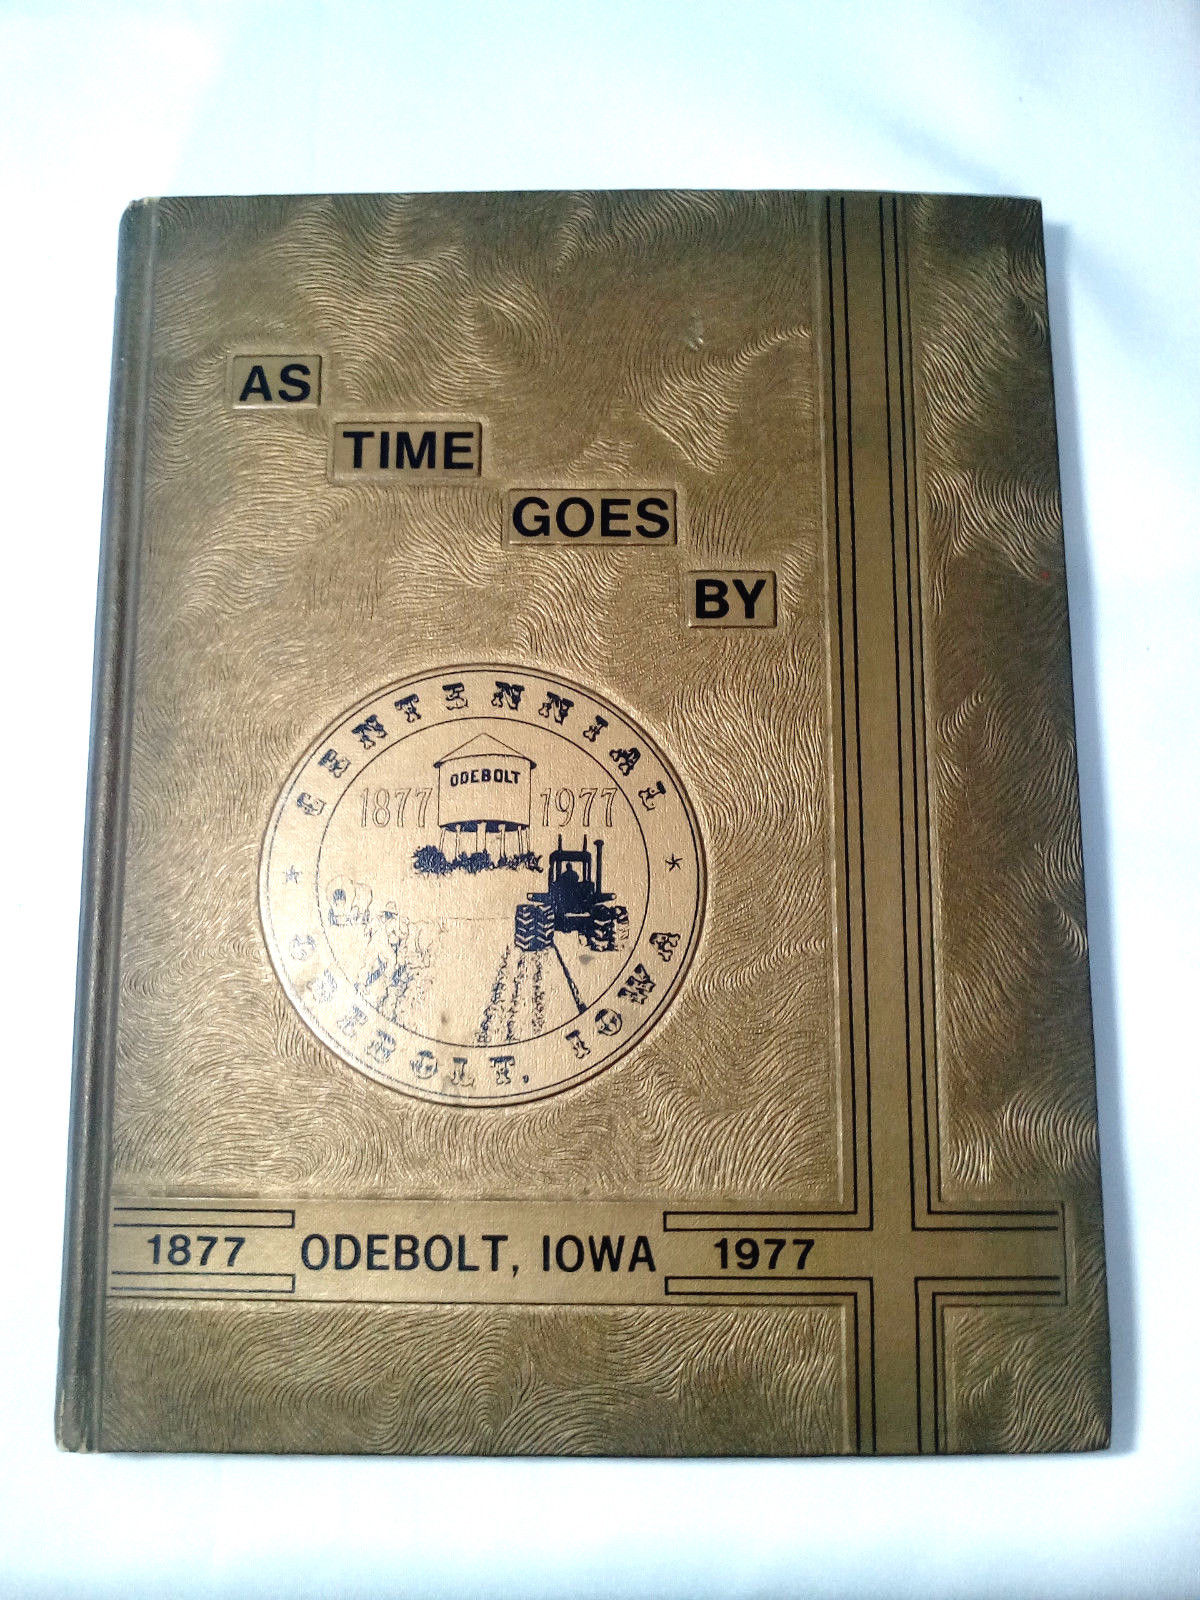 AS
TIME
GOES
BY
CENTENNIAL
ODEBOLT
1877 1977
ODEBOLT, IOWA
1877 ODEBOLT, IOWA 1977